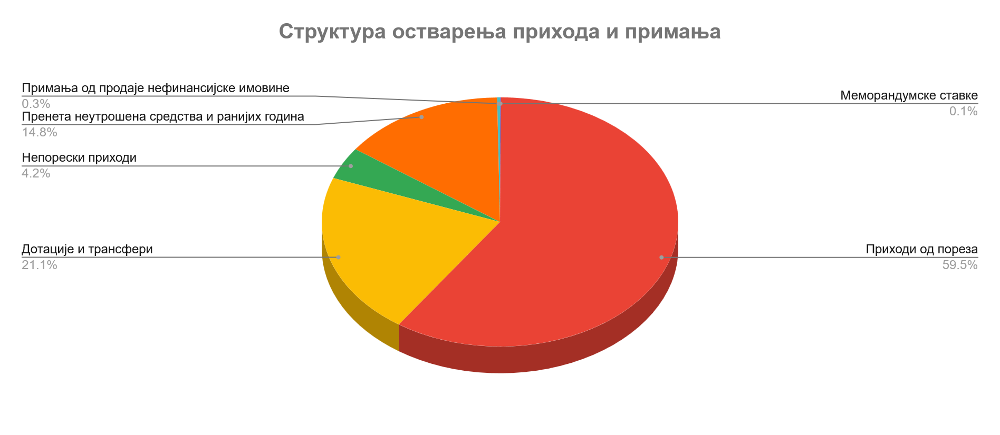 Структура остварења прихода и примања
Примања од продаје нефинансијске имовине
0.3%
Пренета неутрошена средства и ранијих година
14.8%
Непорески приходи
4.2%
Дотације и трансфери
21.1%
Меморандумске ставке
0.1%
Приходи од пореза
59.5%